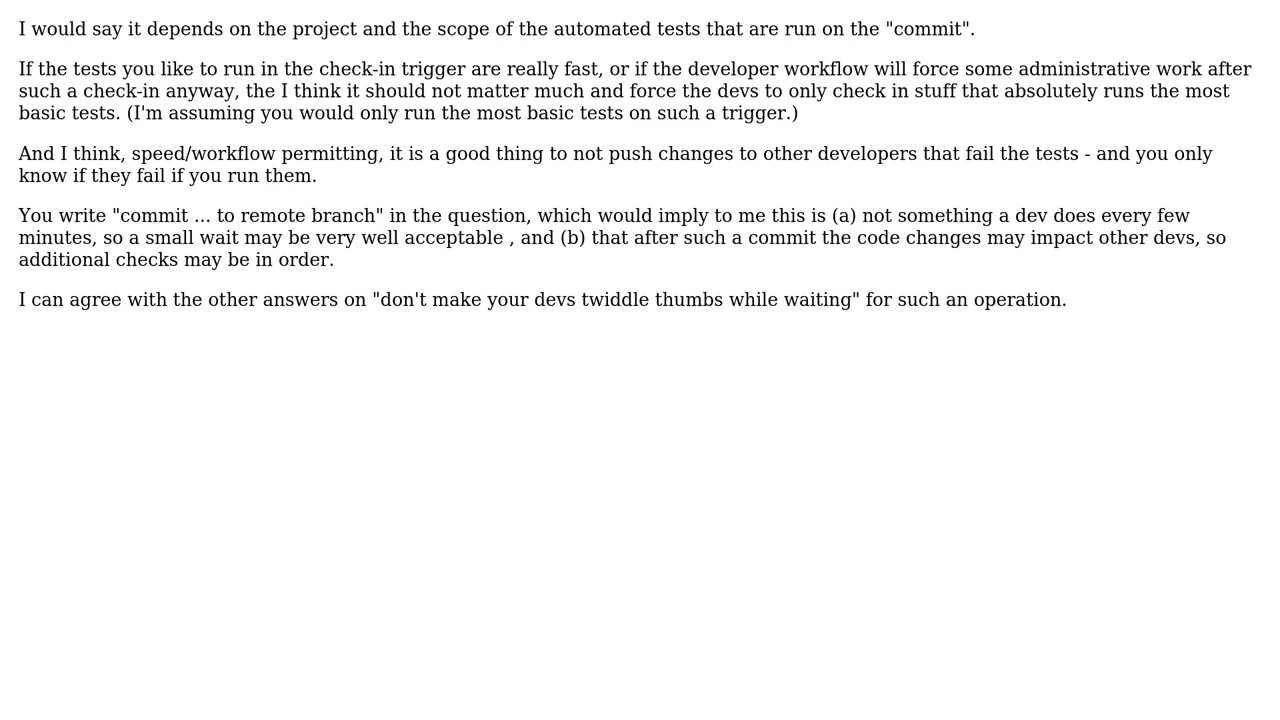 I would say it depends on the project and the scope of the automated tests that are run on the "commit".
If the tests you like to run in the check-in trigger are really fast, or if the developer workflow will force some administrative work after
such a check-in anyway, the I think it should not matter much and force the devs to only check in stuff that absolutely runs the most
basic tests. (I'm assuming you would only run the most basic tests on such a trigger.)
And I think, speed/workflow permitting, it is a good thing to not push changes to other developers that fail the tests - and you only
know if they fail if you run them.
You write "commit ... to remote branch" in the question, which would imply to me this is (a) not something a dev does every few
minutes, so a small wait may be very well acceptable , and (b) that after such a commit the code changes may impact other devs, so
additional checks may be in order.
I can agree with the other answers on "don't make your devs twiddle thumbs while waiting" for such an operation.